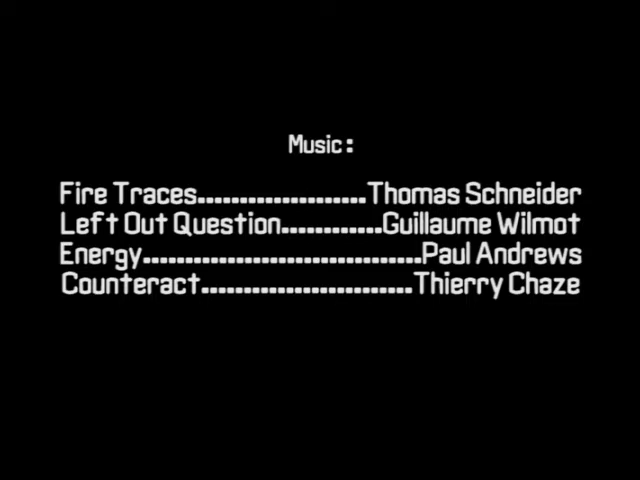 Music:
Fire Traces....................Thomas Schneider
Left Out Question............Guillaume Wilmot
Energy.................................Paul Andrews
Counteract.........................Thierry Chaze